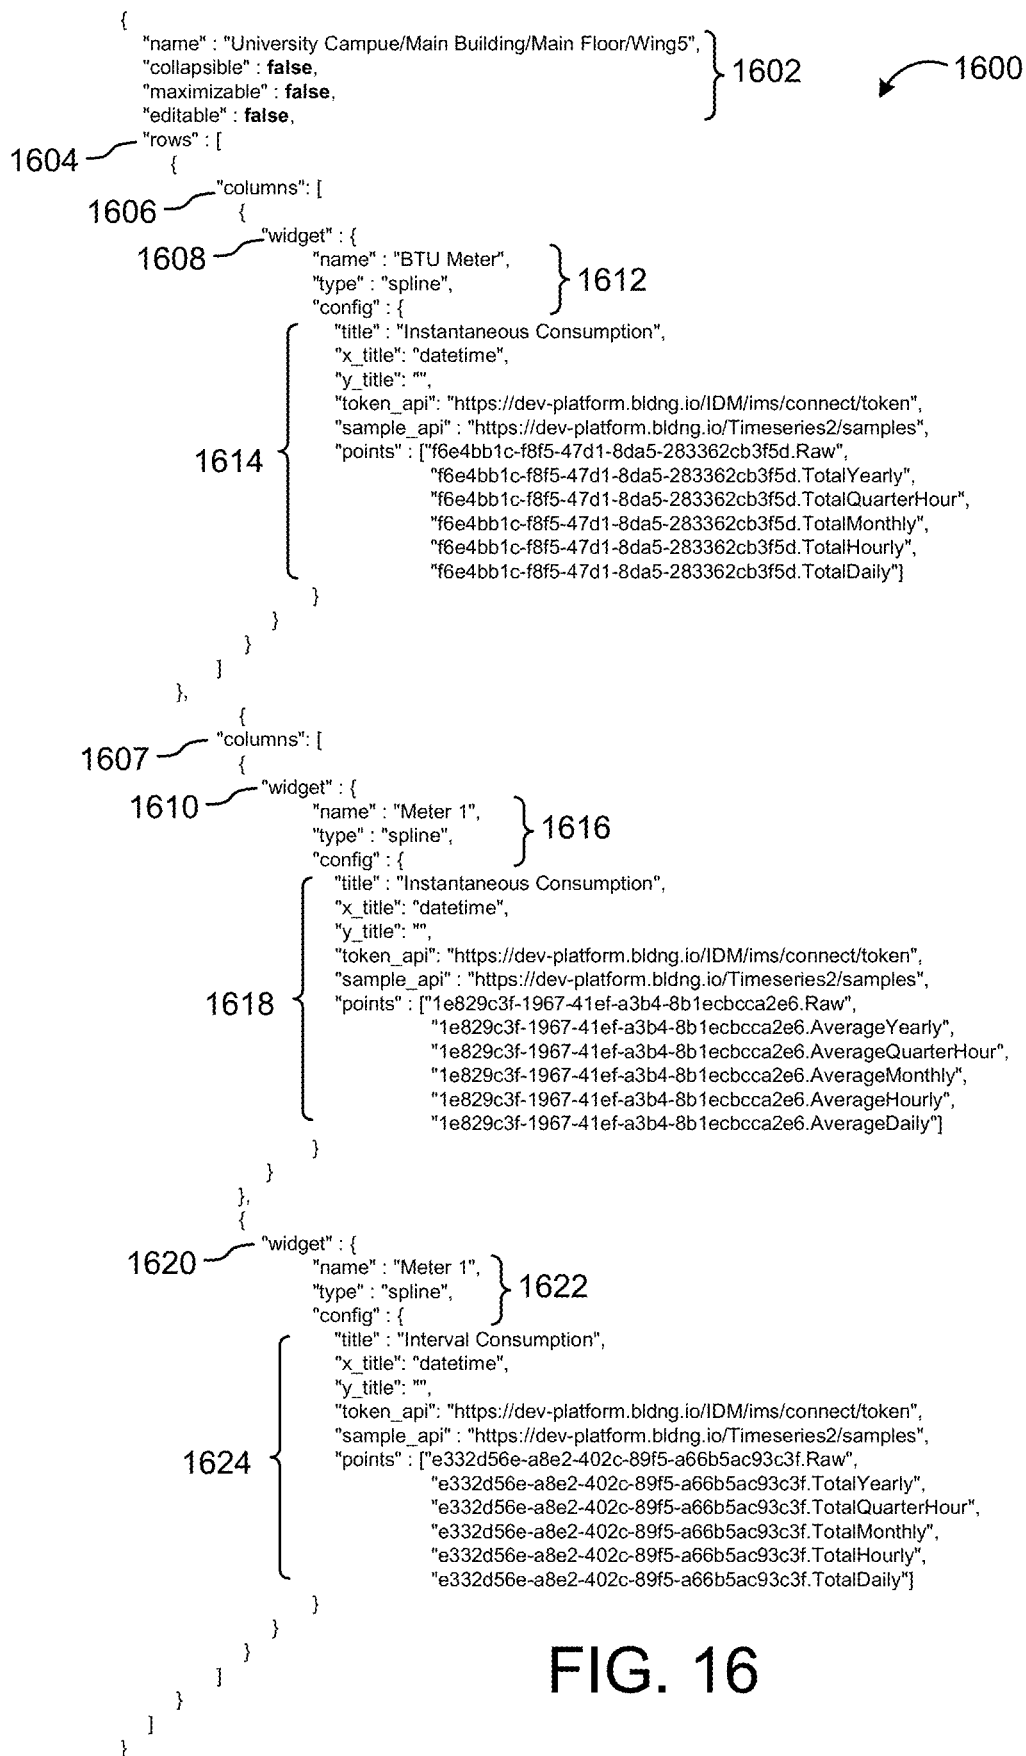 {
"name" : "University Campue/Main Building/Main Floor/Wing5",
"collapsible" : false,
1602
1600
"maximizable" : false,
"editable" : false,
1604
"rows" : [
{
1606
"columns": [
{
1608
"widget" : {
"name" : "BTU Meter",
"type" : "spline",
1612
"config" : {
"title" : "Instantaneous Consumption",
"x_title": "datetime",
"y_title": "",
"token_api": "https://dev-platform.bldng.io/IDM/ims/connect/token",
"sample_api" : "https://dev-platform.bldng.io/Timeseries2/samples",
1614
"points" : ["f6e4bb1c-f8f5-47d1-8da5-283362cb3f5d.Raw",
"f6e4bb1c-f8f5-47d1-8da5-283362cb3f5d.TotalYearly",
"f6e4bb1c-f8f5-47d1-8da5-283362cb3f5d.TotalQuarterHour",
"f6e4bb1c-f8f5-47d1-8da5-283362cb3f5d.TotalMonthly",
"f6e4bb1c-f8f5-47d1-8da5-283362cb3f5d.TotalHourly",
"f6e4bb1c-f8f5-47d1-8da5-283362cb3f5d.TotalDaily"]
}
}
}
]
},
{
1607
"columns": [
{
1610
"widget" : {
"name" : "Meter 1",
"type" : "spline",
1616
"config" : {
"title" : "Instantaneous Consumption",
"x_title": "datetime",
"y_title": "",
"token_api": "https://dev-platform.bldng.io/IDM/ims/connect/token",
"sample_api" : "https://dev-platform.bldng.io/Timeseries2/samples",
1618
"points" : ["1e829c3f-1967-41ef-a3b4-8b1ecbcca2e6.Raw",
"1e829c3f-1967-41ef-a3b4-8b1ecbcca2e6.AverageYearly",
"1e829c3f-1967-41ef-a3b4-8b1ecbcca2e6.AverageQuarterHour",
"1e829c3f-1967-41ef-a3b4-8b1ecbcca2e6.AverageMonthly",
"1e829c3f-1967-41ef-a3b4-8b1ecbcca2e6.AverageHourly",
"1e829c3f-1967-41ef-a3b4-8b1ecbcca2e6.AverageDaily"]
}
}
},
{
1620
"widget" : {
"name" : "Meter 1",
"type" : "spline",
1622
"config" : {
"title" : "Interval Consumption",
"x_title": "datetime",
"y_title": "",
"token_api": "https://dev-platform.bldng.io/IDM/ims/connect/token",
"sample_api" : "https://dev-platform.bldng.io/Timeseries2/samples",
1624
"points" : ["e332d56e-a8e2-402c-89f5-a66b5ac93c3f.Raw",
"e332d56e-a8e2-402c-89f5-a66b5ac93c3f.TotalYearly",
"e332d56e-a8e2-402c-89f5-a66b5ac93c3f.TotalQuarterHour",
"e332d56e-a8e2-402c-89f5-a66b5ac93c3f.TotalMonthly",
"e332d56e-a8e2-402c-89f5-a66b5ac93c3f.TotalHourly",
"e332d56e-a8e2-402c-89f5-a66b5ac93c3f.TotalDaily"]
}
}
}
]
}
]
}
FIG. 16